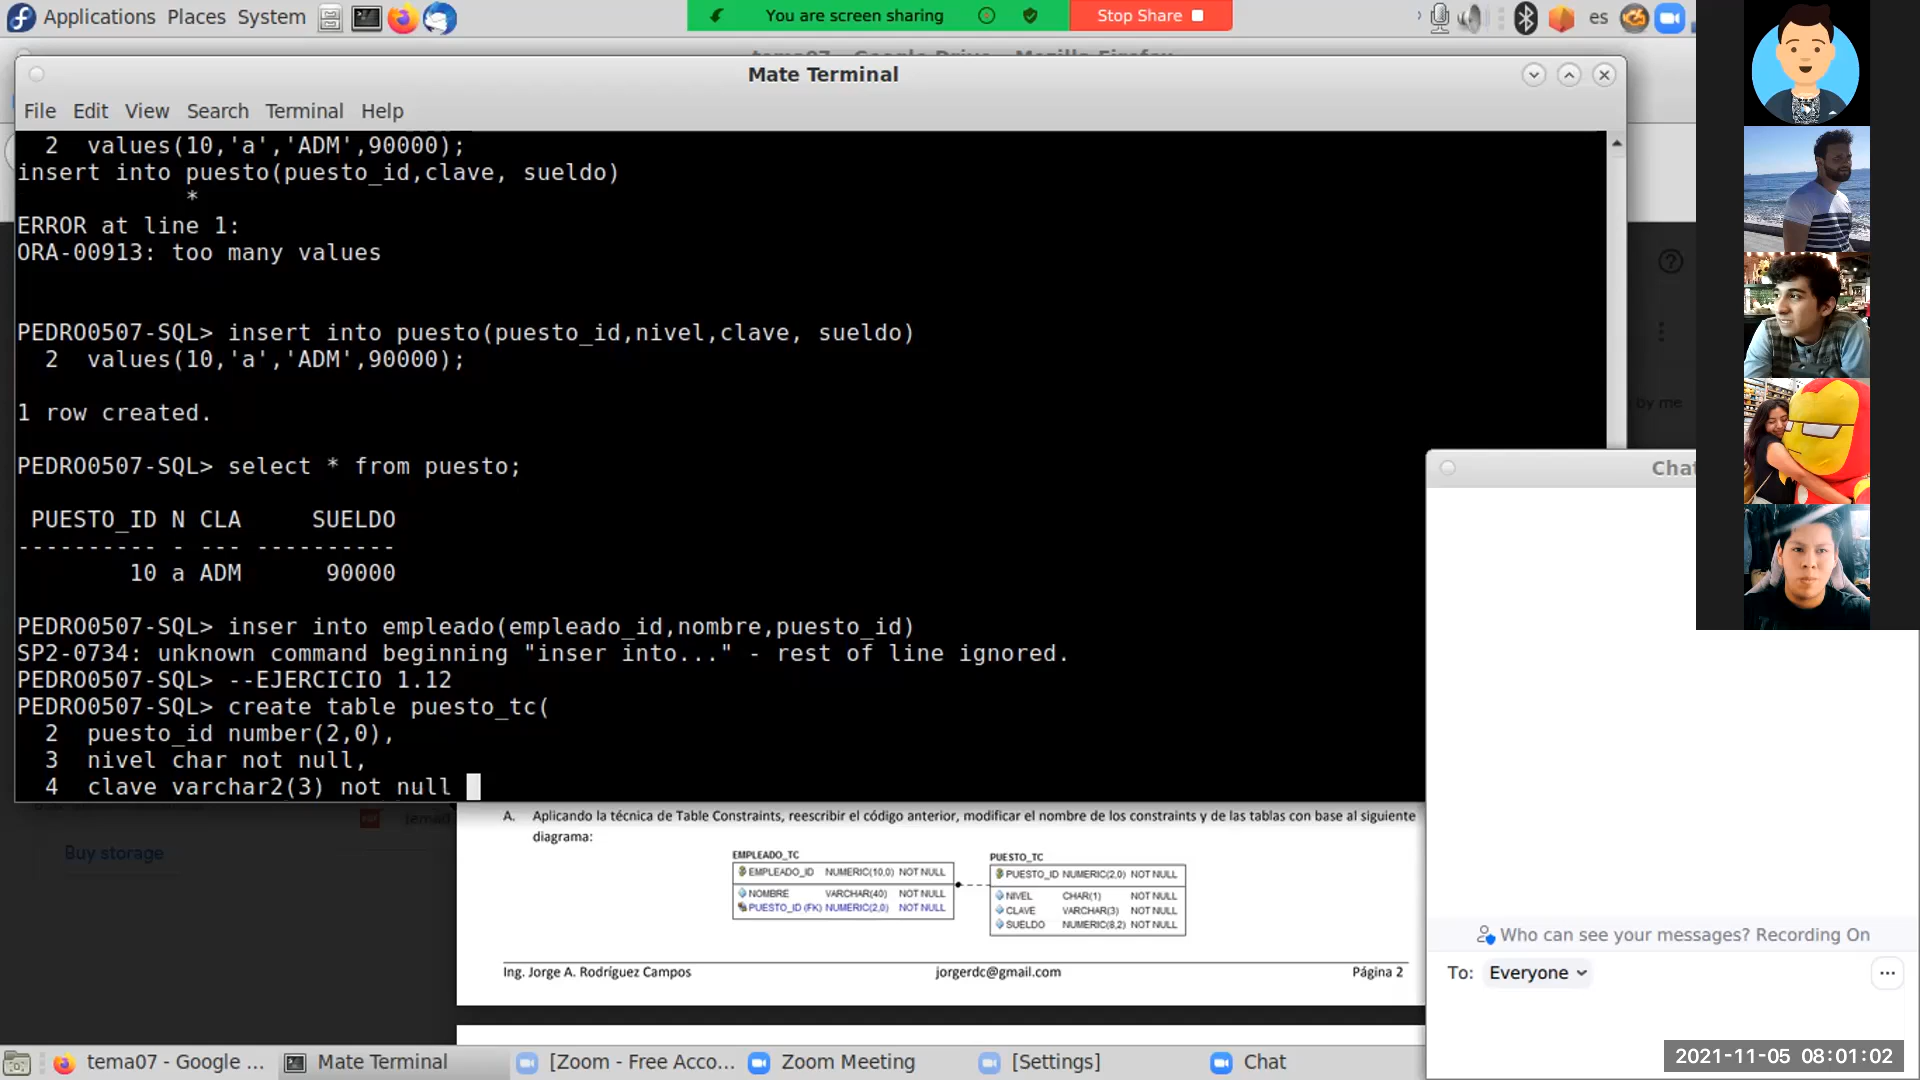 Applications Places System
You are screen sharing
Stop Share
es
tema07 - Google Drive - Mozilla Firefox
Mate Terminal
File Edit View Search Terminal Help
2 values(10,'a','ADM',90000);
insert into puesto(puesto_id,clave, sueldo)
*
ERROR at line 1:
ORA-00913: too many values
PEDRO0507-SQL> insert into puesto(puesto_id,nivel,clave, sueldo)
2 values(10,'a','ADM',90000);
1 row created.
PEDRO0507-SQL> select * from puesto;
PUESTO_ID N CLA SUELDO
---------- - --- ----------
10 a ADM 90000
PEDRO0507-SQL> inser into empleado(empleado_id,nombre,puesto_id)
SP2-0734: unknown command beginning "inser into..." - rest of line ignored.
PEDRO0507-SQL> --EJERCICIO 1.12
PEDRO0507-SQL> create table puesto_tc(
2 puesto_id number(2,0),
3 nivel char not null,
4 clave varchar2(3) not null
by me
Buy storage
A. Aplicando la técnica de Table Constraints, reescribir el código anterior, modificar el nombre de los constraints y de las tablas con base al siguiente
diagrama:
EMPLEADO_TC
EMPLEADO_ID NUMERIC(10,0) NOT NULL
NOMBRE VARCHAR(40) NOT NULL
PUESTO_ID (FK) NUMERIC(2,0) NOT NULL
PUESTO_TC
PUESTO_ID NUMERIC(2,0) NOT NULL
NIVEL CHAR(1) NOT NULL
CLAVE VARCHAR(3) NOT NULL
SUELDO NUMERIC(8,2) NOT NULL
Ing. Jorge A. Rodríguez Campos jorgerdc@gmail.com Página 2
Chat
Who can see your messages? Recording On
To: Everyone
tema07 - Google ... Mate Terminal [Zoom - Free Acco... Zoom Meeting [Settings] Chat
2021-11-05 08:01:02